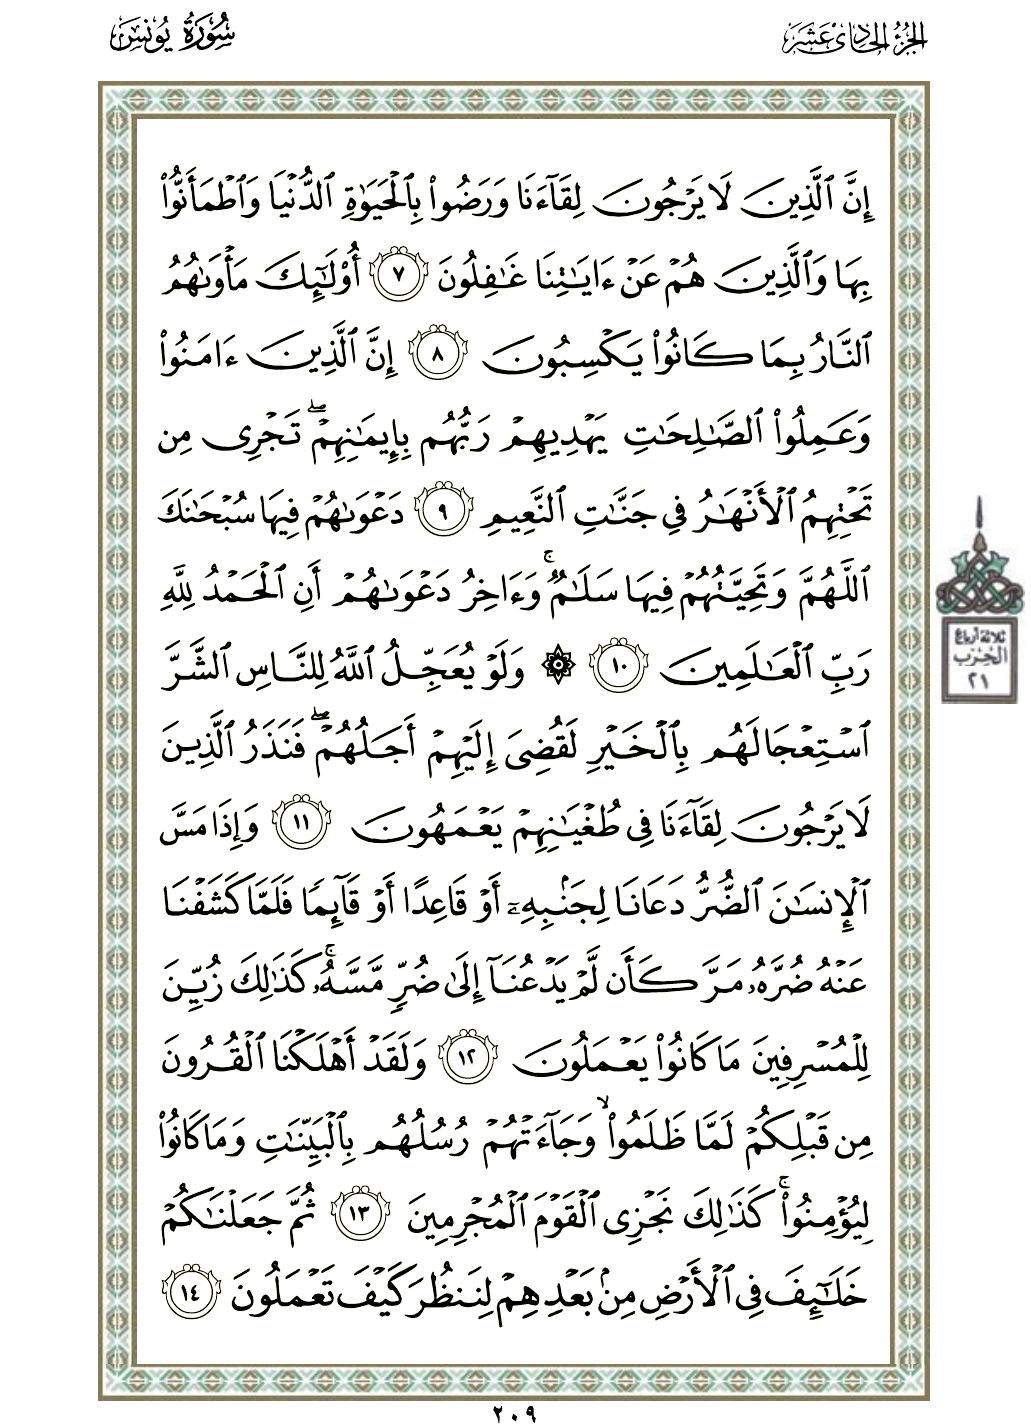 الجزء الحادي عشر
سورة يونس
إِنَّ ٱلَّذِينَ لَا يَرْجُونَ لِقَآءَنَا وَرَضُوا۟ بِٱلْحَيَوٰةِ ٱلدُّنْيَا وَٱطْمَأَنُّوا۟
بِهَا وَٱلَّذِينَ هُمْ عَنْ ءَايَـٰتِنَا غَـٰفِلُونَ ٧ أُو۟لَـٰٓئِكَ مَأْوَىٰهُمُ
ٱلنَّارُ بِمَا كَانُوا۟ يَكْسِبُونَ ٨ إِنَّ ٱلَّذِينَ ءَامَنُوا۟
وَعَمِلُوا۟ ٱلصَّـٰلِحَـٰتِ يَهْدِيهِمْ رَبُّهُم بِإِيمَـٰنِهِمْ ۖ تَجْرِى مِن
تَحْتِهِمُ ٱلْأَنْهَـٰرُ فِى جَنَّـٰتِ ٱلنَّعِيمِ ٩ دَعْوَىٰهُمْ فِيهَا سُبْحَـٰنَكَ
ٱللَّهُمَّ وَتَحِيَّتُهُمْ فِيهَا سَلَـٰمٌ ۚ وَءَاخِرُ دَعْوَىٰهُمْ أَنِ ٱلْحَمْدُ لِلَّهِ
رَبِّ ٱلْعَـٰلَمِينَ ١٠ ۞ وَلَوْ يُعَجِّلُ ٱللَّهُ لِلنَّاسِ ٱلشَّرَّ
ٱسْتِعْجَالَهُم بِٱلْخَيْرِ لَقُضِىَ إِلَيْهِمْ أَجَلُهُمْ ۖ فَنَذَرُ ٱلَّذِينَ
لَا يَرْجُونَ لِقَآءَنَا فِى طُغْيَـٰنِهِمْ يَعْمَهُونَ ١١ وَإِذَا مَسَّ
ٱلْإِنسَـٰنَ ٱلضُّرُّ دَعَانَا لِجَنۢبِهِۦٓ أَوْ قَاعِدًا أَوْ قَآئِمًا فَلَمَّا كَشَفْنَا
عَنْهُ ضُرَّهُۥ مَرَّ كَأَن لَّمْ يَدْعُنَآ إِلَىٰ ضُرٍّ مَّسَّهُۥ ۚ كَذَٰلِكَ زُيِّنَ
لِلْمُسْرِفِينَ مَا كَانُوا۟ يَعْمَلُونَ ١٢ وَلَقَدْ أَهْلَكْنَا ٱلْقُرُونَ
مِن قَبْلِكُمْ لَمَّا ظَلَمُوا۟ ۙ وَجَآءَتْهُمْ رُسُلُهُم بِٱلْبَيِّنَـٰتِ وَمَا كَانُوا۟
لِيُؤْمِنُوا۟ ۚ كَذَٰلِكَ نَجْزِى ٱلْقَوْمَ ٱلْمُجْرِمِينَ ١٣ ثُمَّ جَعَلْنَـٰكُمْ
خَلَـٰٓئِفَ فِى ٱلْأَرْضِ مِنۢ بَعْدِهِمْ لِنَنظُرَ كَيْفَ تَعْمَلُونَ ١٤
ثلاثة أرباع
الحزب
٢١
٢٠٩